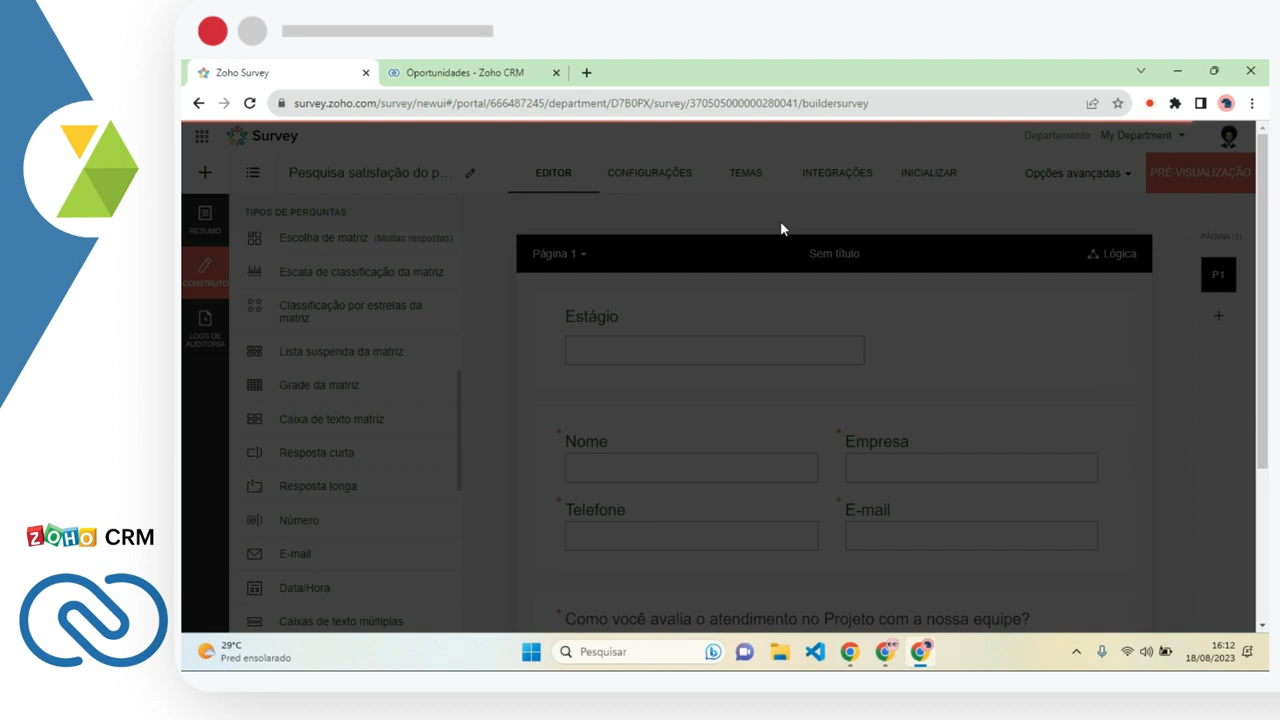 Zoho Survey
Oportunidades - Zoho CRM
survey.zoho.com/survey/newui#/portal/666487245/department/D7B0PX/survey/370505000000280041/buildersurvey
Survey
Departamento My Department
Pesquisa satisfação do p...
EDITOR
CONFIGURAÇÕES
TEMAS
INTEGRAÇÕES
INICIALIZAR
Opções avançadas
PRÉ-VISUALIZAÇÃO
RESUMO
CONSTRUTO
LOGS DE
AUDITORIA
TIPOS DE PERGUNTAS
Escolha de matriz (Muitas respostas)
Escala de classificação da matriz
Classificação por estrelas da
matriz
Lista suspensa da matriz
Grade da matriz
Caixa de texto matriz
Resposta curta
Resposta longa
Número
E-mail
Data/Hora
Caixas de texto múltiplas
Página 1
Sem título
Lógica
Estágio
* Nome
* Empresa
* Telefone
* E-mail
* Como você avalia o atendimento no Projeto com a nossa equipe?
PÁGINA (1)
P1
ZOHO CRM
29°C
Pred ensolarado
Pesquisar
16:12
18/08/2023